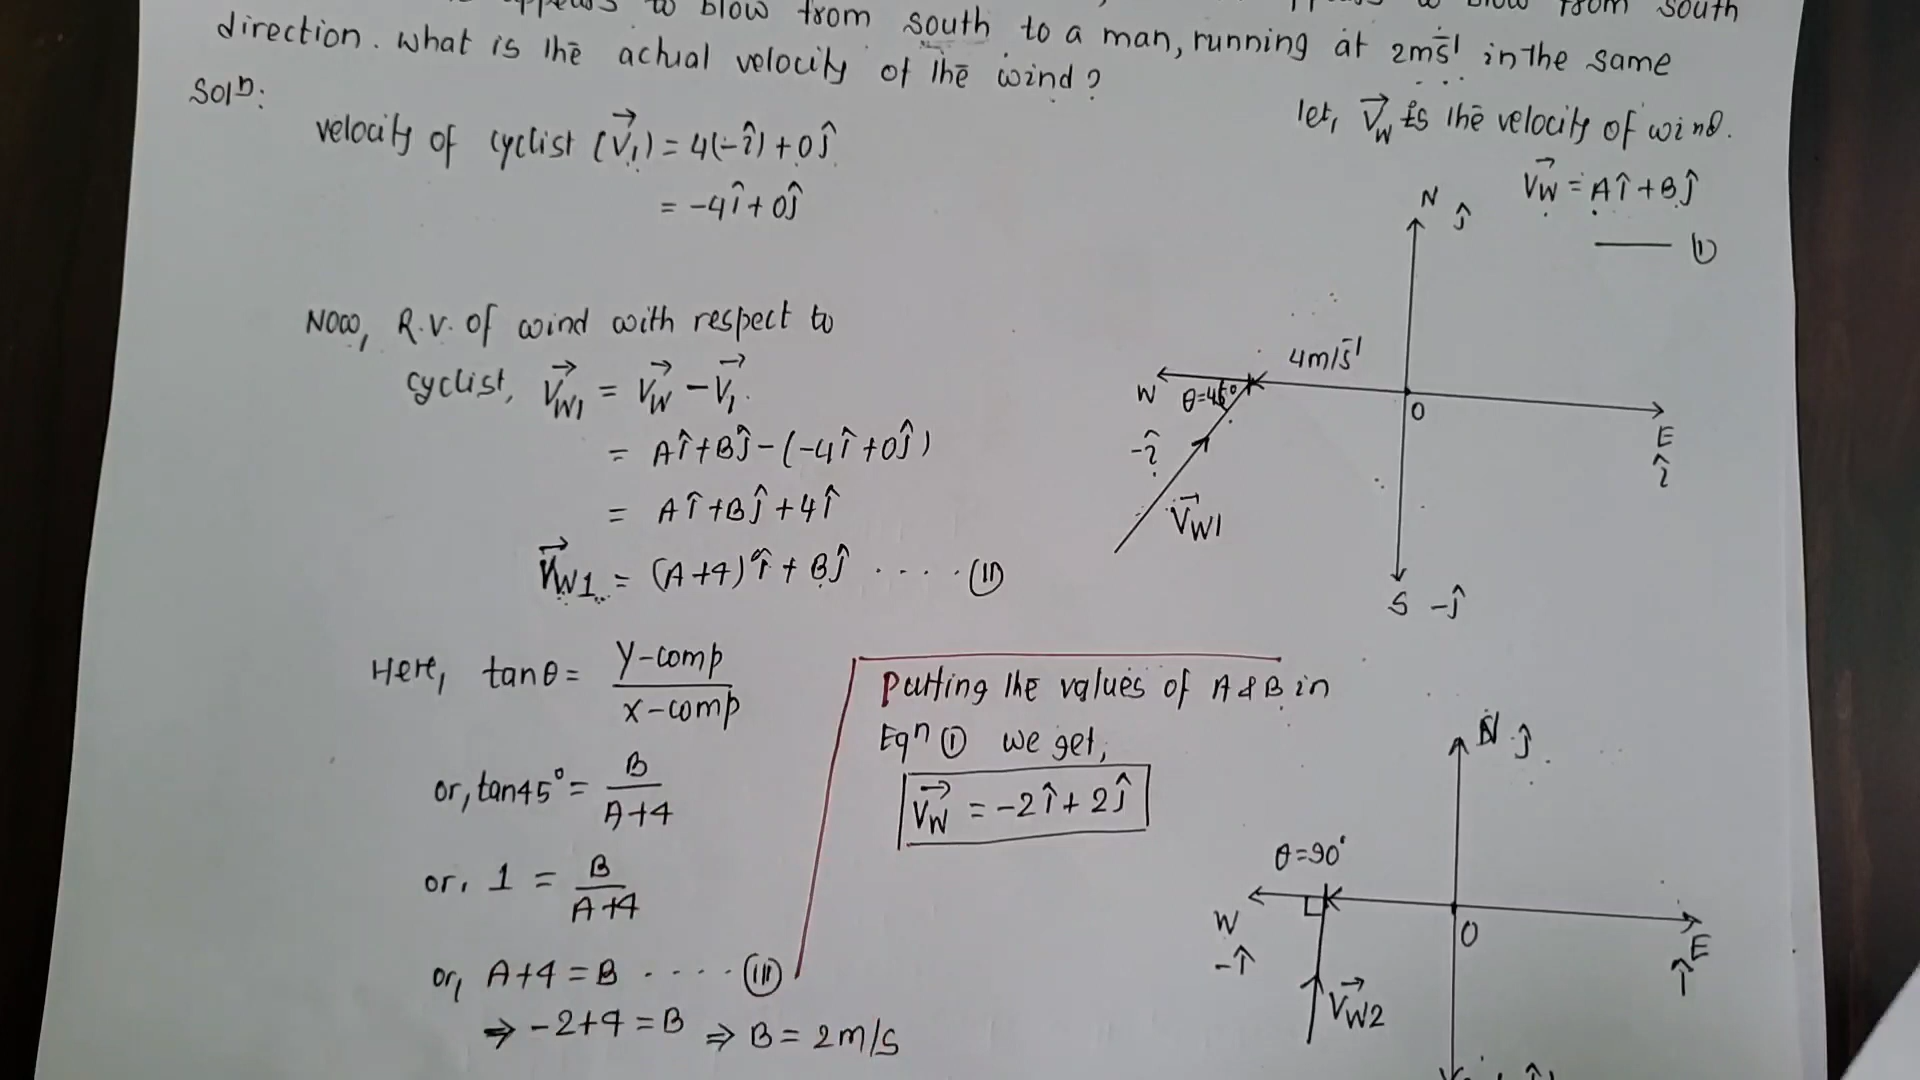 to blow from south
blow from south
direction. What is the actual velocity of the wind?
to a man, running at 2ms⁻¹ in the same
Solⁿ:
let, V⃗w is the velocity of wind.
velocity of cyclist (V⃗₁) = 4(-î) + 0ĵ
V⃗w = Aî + Bĵ
= -4î + 0ĵ
N ĵ
—— (I)
Now, R.V. of wind with respect to
cyclist, V⃗w1 = V⃗w - V⃗₁.
4m/s⁻¹
W
θ=45°
O
E
î
= Aî + Bĵ - (-4î + 0ĵ)
-î
= Aî + Bĵ + 4î
V⃗w1
V⃗w1 = (A+4)î + Bĵ ..... (II)
S -ĵ
Here, tanθ = Y-comp / x-comp
or, tan45° = B / A+4
or, 1 = B / A+4
or, A+4 = B ..... (III)
⇒ -2+4 = B ⇒ B = 2m/s
Putting the values of A & B in
Eqⁿ (I) we get,
V⃗w = -2î + 2ĵ
N ĵ
θ=90°
W
-î
O
E
î
V⃗w2